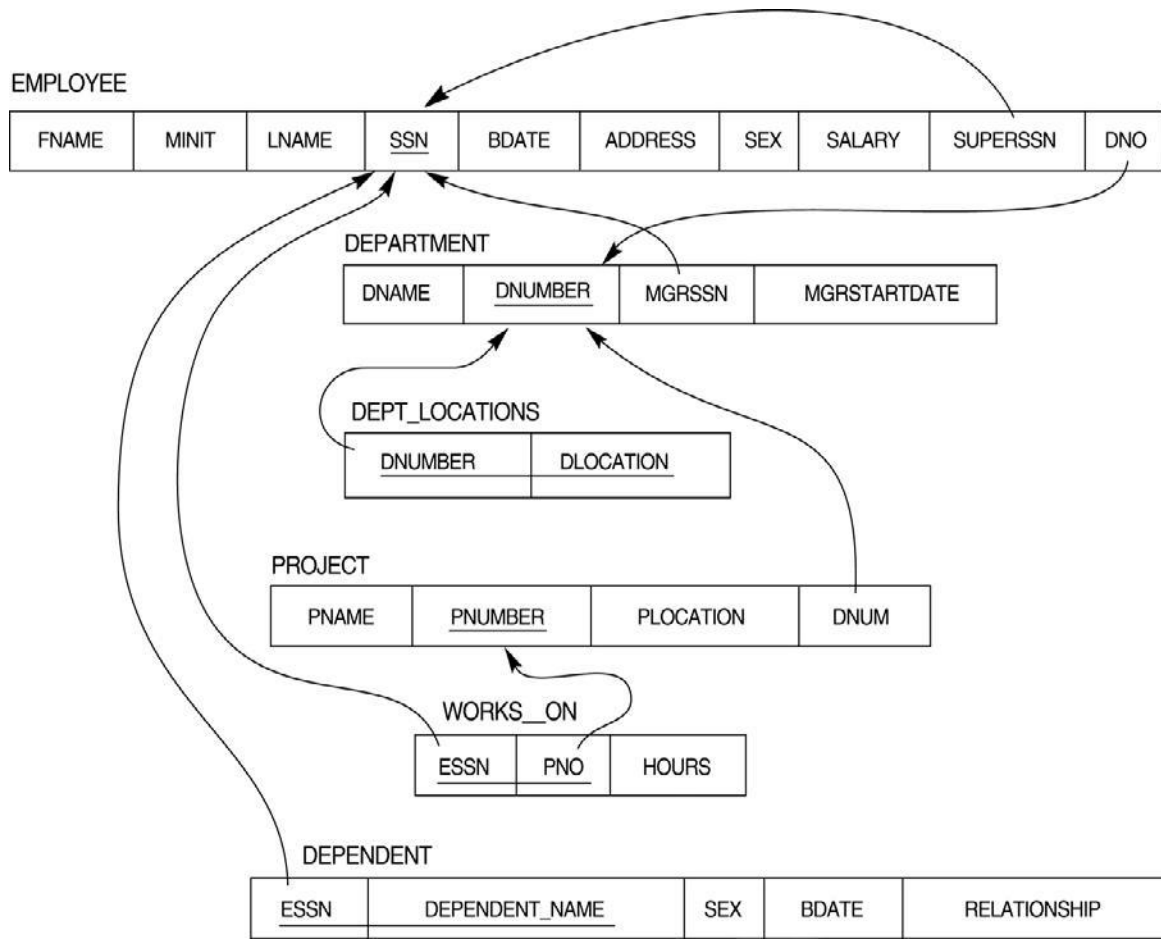 EMPLOYEE
FNAME MINIT LNAME SSN BDATE ADDRESS SEX SALARY SUPERSSN DNO
DEPARTMENT
DNAME DNUMBER MGRSSN MGRSTARTDATE
DEPT_LOCATIONS
DNUMBER DLOCATION
PROJECT
PNAME PNUMBER PLOCATION DNUM
WORKS__ON
ESSN PNO HOURS
DEPENDENT
ESSN DEPENDENT_NAME SEX BDATE RELATIONSHIP